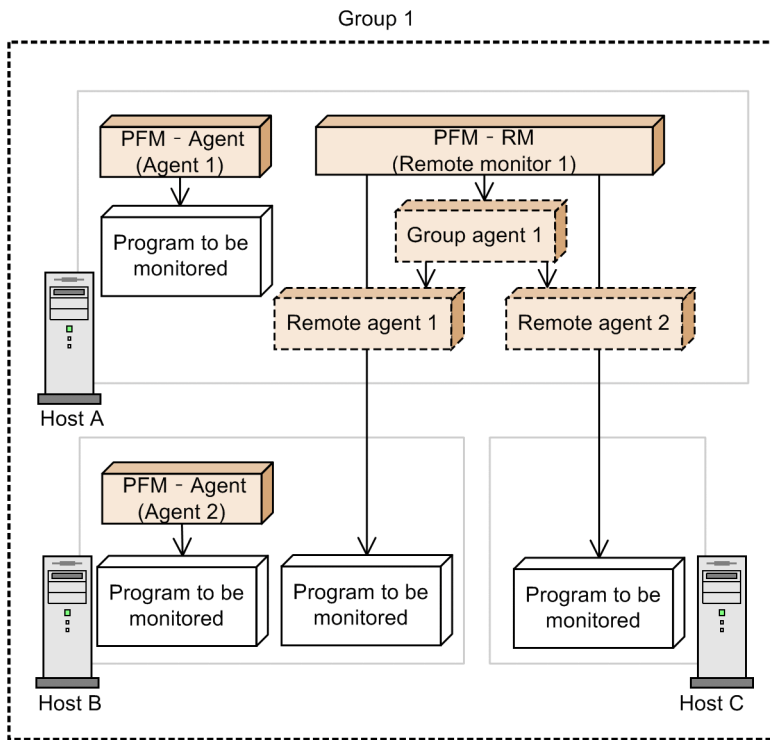 Group 1
PFM - Agent
(Agent 1)
PFM - RM
(Remote monitor 1)
Program to be
monitored
Group agent 1
Remote agent 1
Remote agent 2
Host A
PFM - Agent
(Agent 2)
Program to be
monitored
Program to be
monitored
Program to be
monitored
Host B
Host C